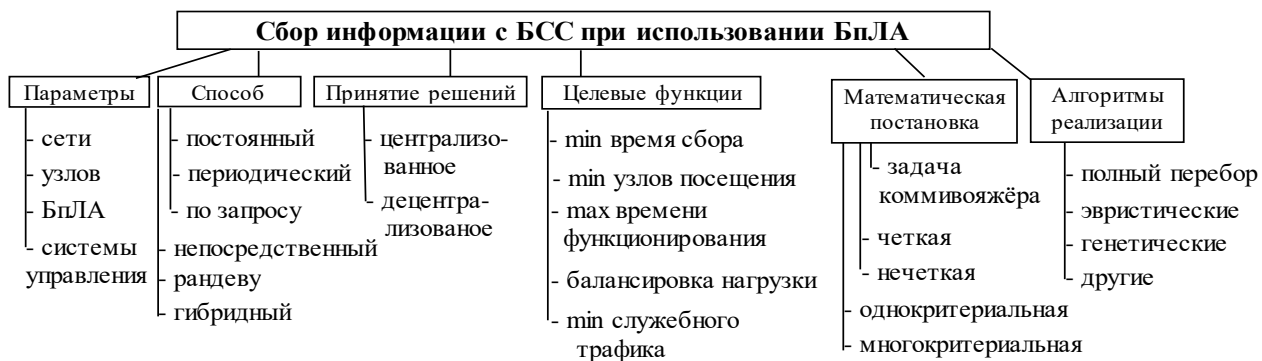 Сбор информации с БСС при использовании БпЛА
Параметры
- сети
- узлов
- БпЛА
- системы
управления
Способ
- постоянный
- периодический
- по запросу
- непосредственный
- рандеву
- гибридный
Принятие решений
- централизо-
ванное
- децентра-
лизованое
Целевые функции
- min время сбора
- min узлов посещения
- max времени
функционирования
- балансировка нагрузки
- min служебного
трафика
Математическая
постановка
- задача
коммивояжёра
- четкая
- нечеткая
- однокритериальная
- многокритериальная
Алгоритмы
реализации
- полный перебор
- эвристические
- генетические
- другие